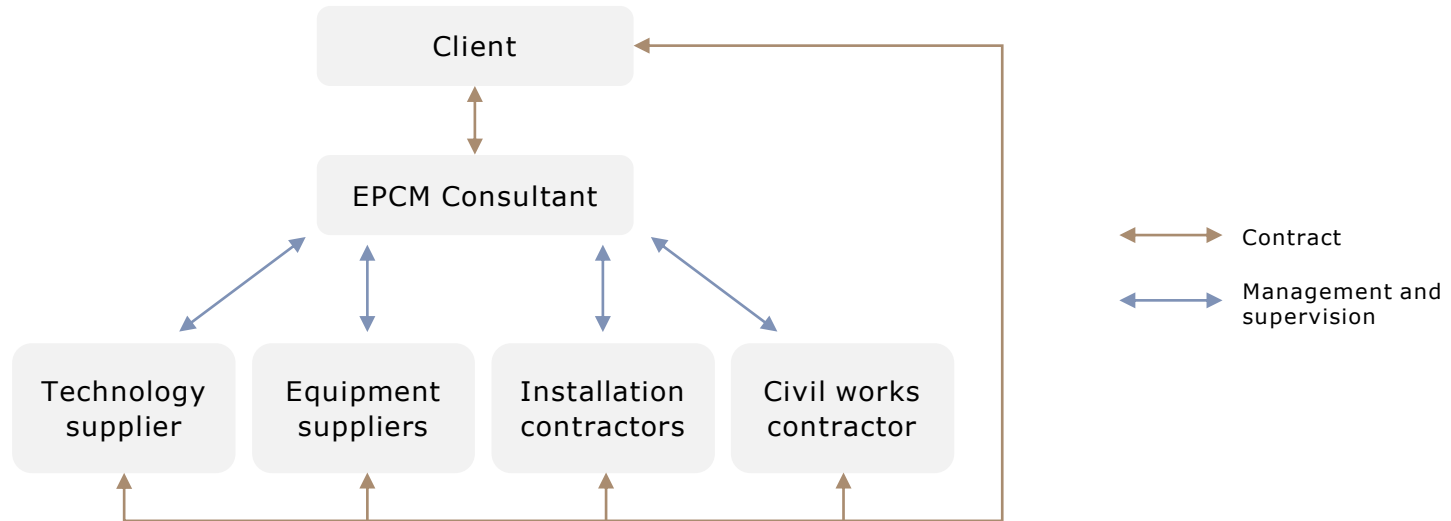 Client
EPCM Consultant
Contract
Management and
supervision
Technology
supplier
Equipment
suppliers
Installation
contractors
Civil works
contractor